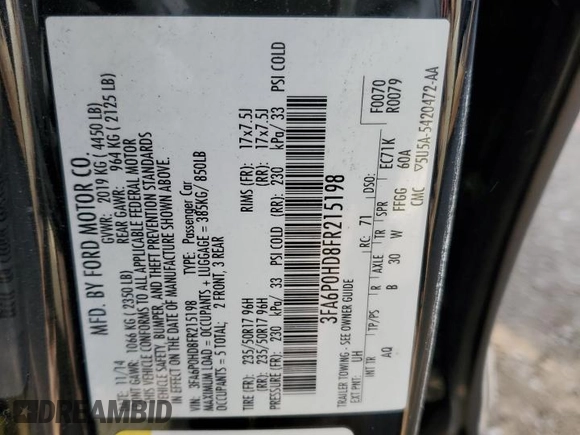 MFD. BY FORD MOTOR CO.
DATE: 11/14 GVWR: 2019 KG ( 4450 LB)
FRONT GAWR: 1066 KG ( 2350 LB) REAR GAWR: 964 KG ( 2125 LB)
THIS VEHICLE CONFORMS TO ALL APPLICABLE FEDERAL MOTOR
VEHICLE SAFETY, BUMPER, AND THEFT PREVENTION STANDARDS
IN EFFECT ON THE DATE OF MANUFACTURE SHOWN ABOVE.
VIN: 3FA6P0HD8FR215198 Passenger Car
MAXIMUM LOAD = OCCUPANTS + LUGGAGE = 385KG/ 850LB
OCCUPANTS = 5 TOTAL; 2 FRONT, 3 REAR
TIRE (FR): 235/50R17 96H RIMS (FR): 17x7.5J
(RR): 235/50R17 96H (RR): 17x7.5J
PRESSURE (FR): 230 kPa/ 33 PSI COLD (RR): 230 kPa/ 33 PSI COLD
3FA6P0HD8FR215198
F0070
R0079
TRAILER TOWING - SEE OWNER GUIDE
EXT PNT: UH RC: 71 DSO:
INT TR TP/PS R AXLE TR SPR EC71K
AQ B 30 W FFGG 60A
CMC ▽5U5A-5420472-AA
DREAMBID